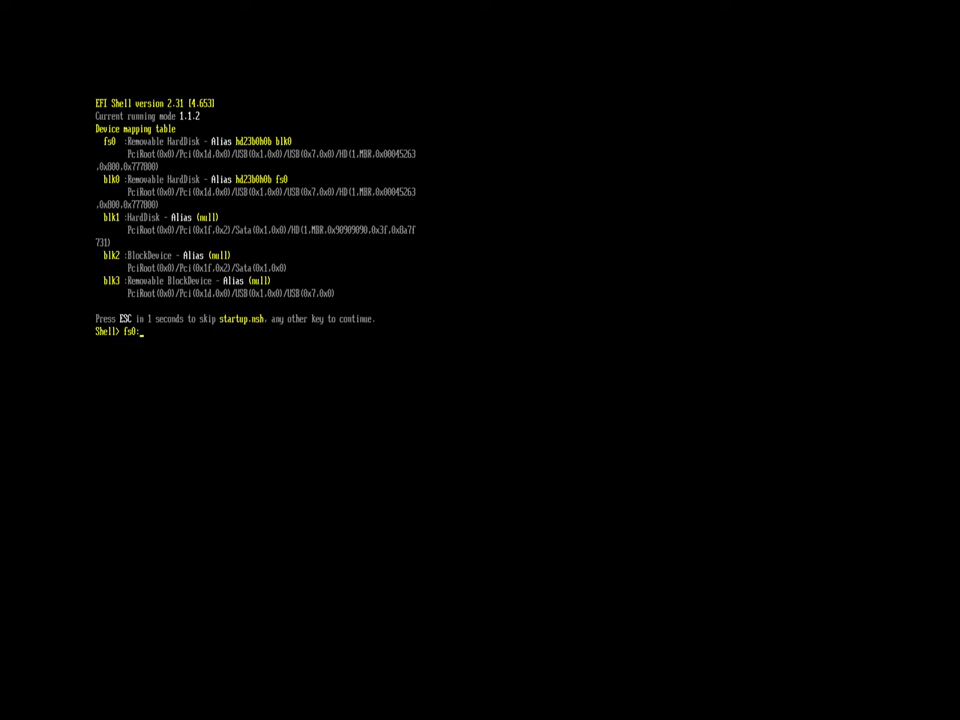 EFI Shell version 2.31 [4.653]
Current running mode 1.1.2
Device mapping table
fs0 :Removable HardDisk - Alias hd23b0h0b blk0
PciRoot(0x0)/Pci(0x1d,0x0)/USB(0x1,0x0)/USB(0x7,0x0)/HD(1,MBR,0x00045263
,0x800,0x777800)
blk0 :Removable HardDisk - Alias hd23b0h0b fs0
PciRoot(0x0)/Pci(0x1d,0x0)/USB(0x1,0x0)/USB(0x7,0x0)/HD(1,MBR,0x00045263
,0x800,0x777800)
blk1 :HardDisk - Alias (null)
PciRoot(0x0)/Pci(0x1f,0x2)/Sata(0x1,0x0)/HD(1,MBR,0x90909090,0x3f,0x8a7f
731)
blk2 :BlockDevice - Alias (null)
PciRoot(0x0)/Pci(0x1f,0x2)/Sata(0x1,0x0)
blk3 :Removable BlockDevice - Alias (null)
PciRoot(0x0)/Pci(0x1d,0x0)/USB(0x1,0x0)/USB(0x7,0x0)
Press ESC in 1 seconds to skip startup.nsh, any other key to continue.
Shell> fs0:_